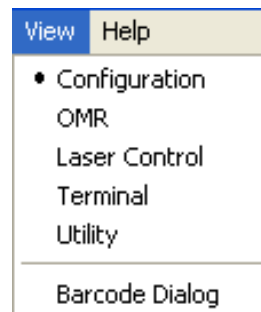 View Help
• Configuration
OMR
Laser Control
Terminal
Utility
Barcode Dialog